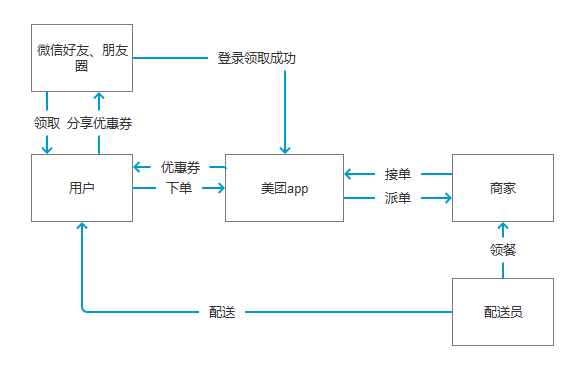 微信好友、朋友
圈
登录领取成功
领取
分享优惠券
优惠券
用户
下单
美团app
接单
派单
商家
领餐
配送
配送员